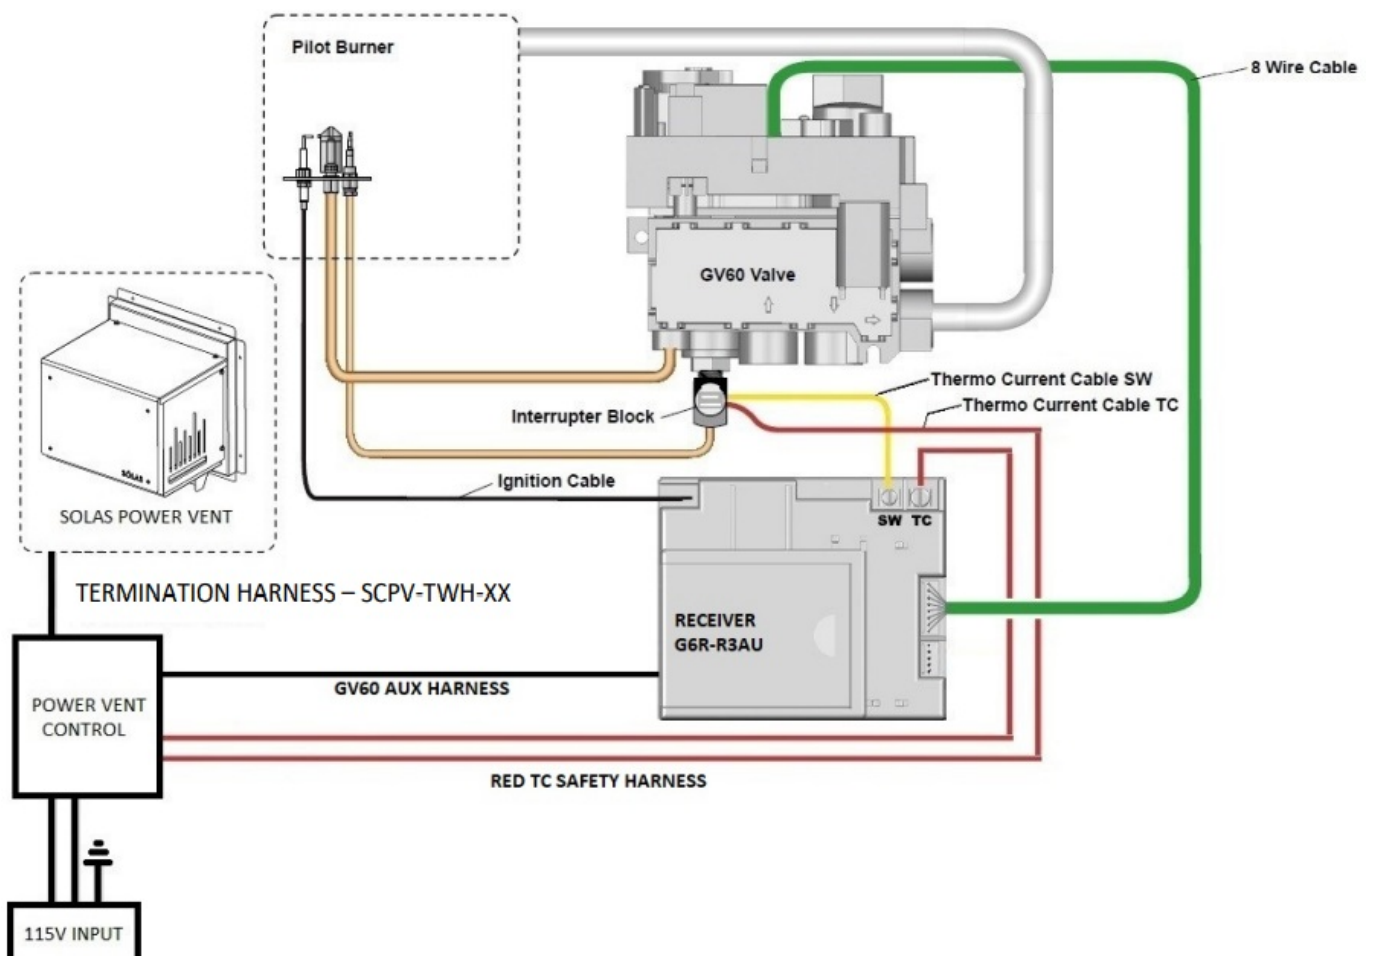 Pilot Burner
8 Wire Cable
GV60 Valve
Thermo Current Cable SW
Thermo Current Cable TC
Interrupter Block
Ignition Cable
SOLAS
SOLAS POWER VENT
SW TC
TERMINATION HARNESS – SCPV-TWH-XX
RECEIVER
G6R-R3AU
GV60 AUX HARNESS
POWER VENT
CONTROL
RED TC SAFETY HARNESS
115V INPUT